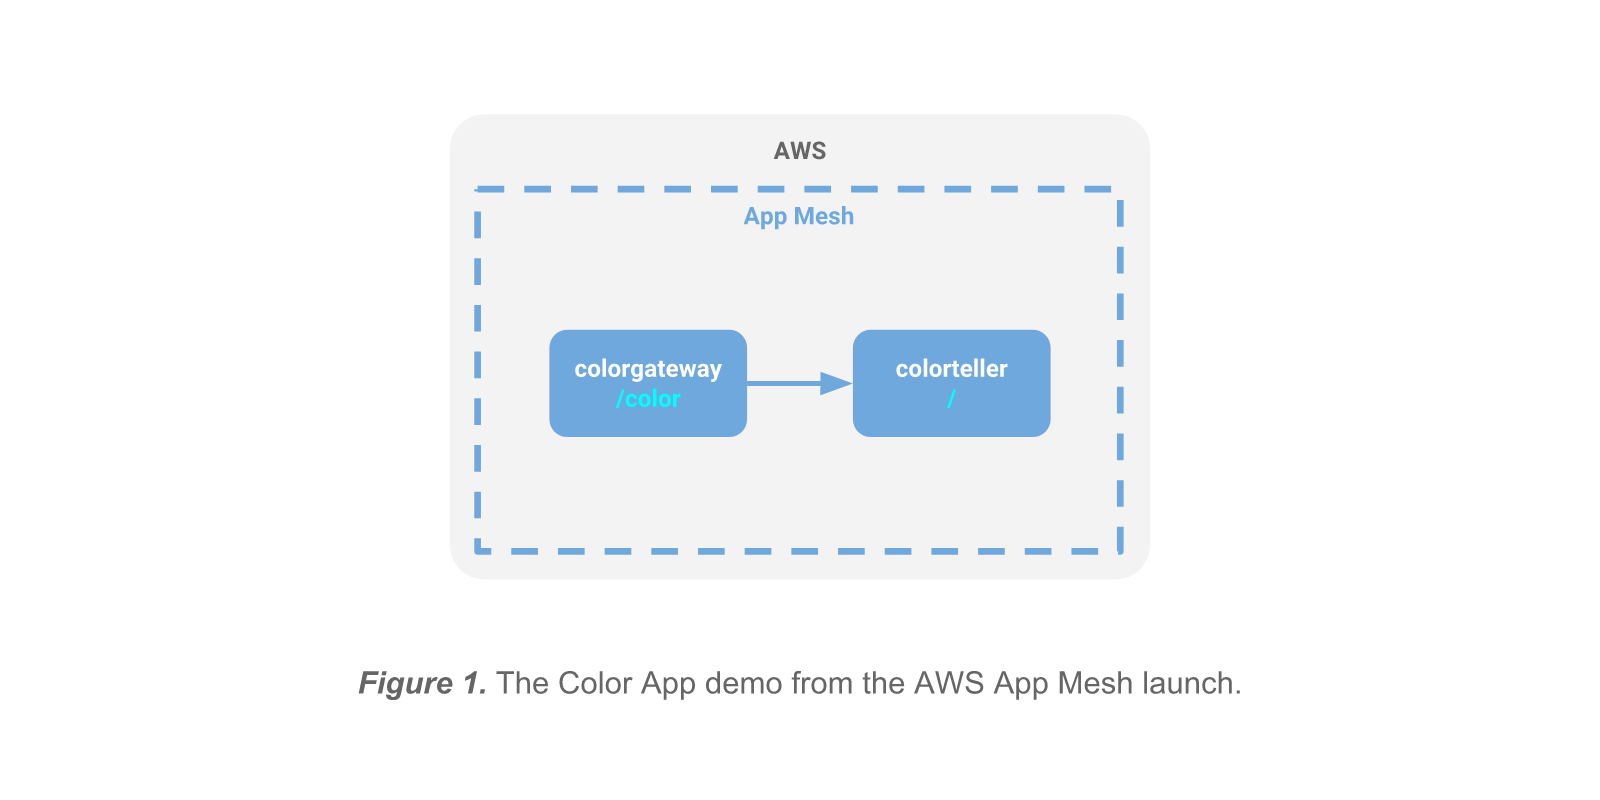 AWS
App Mesh
colorgateway
/color
colorteller
/
Figure 1. The Color App demo from the AWS App Mesh launch.